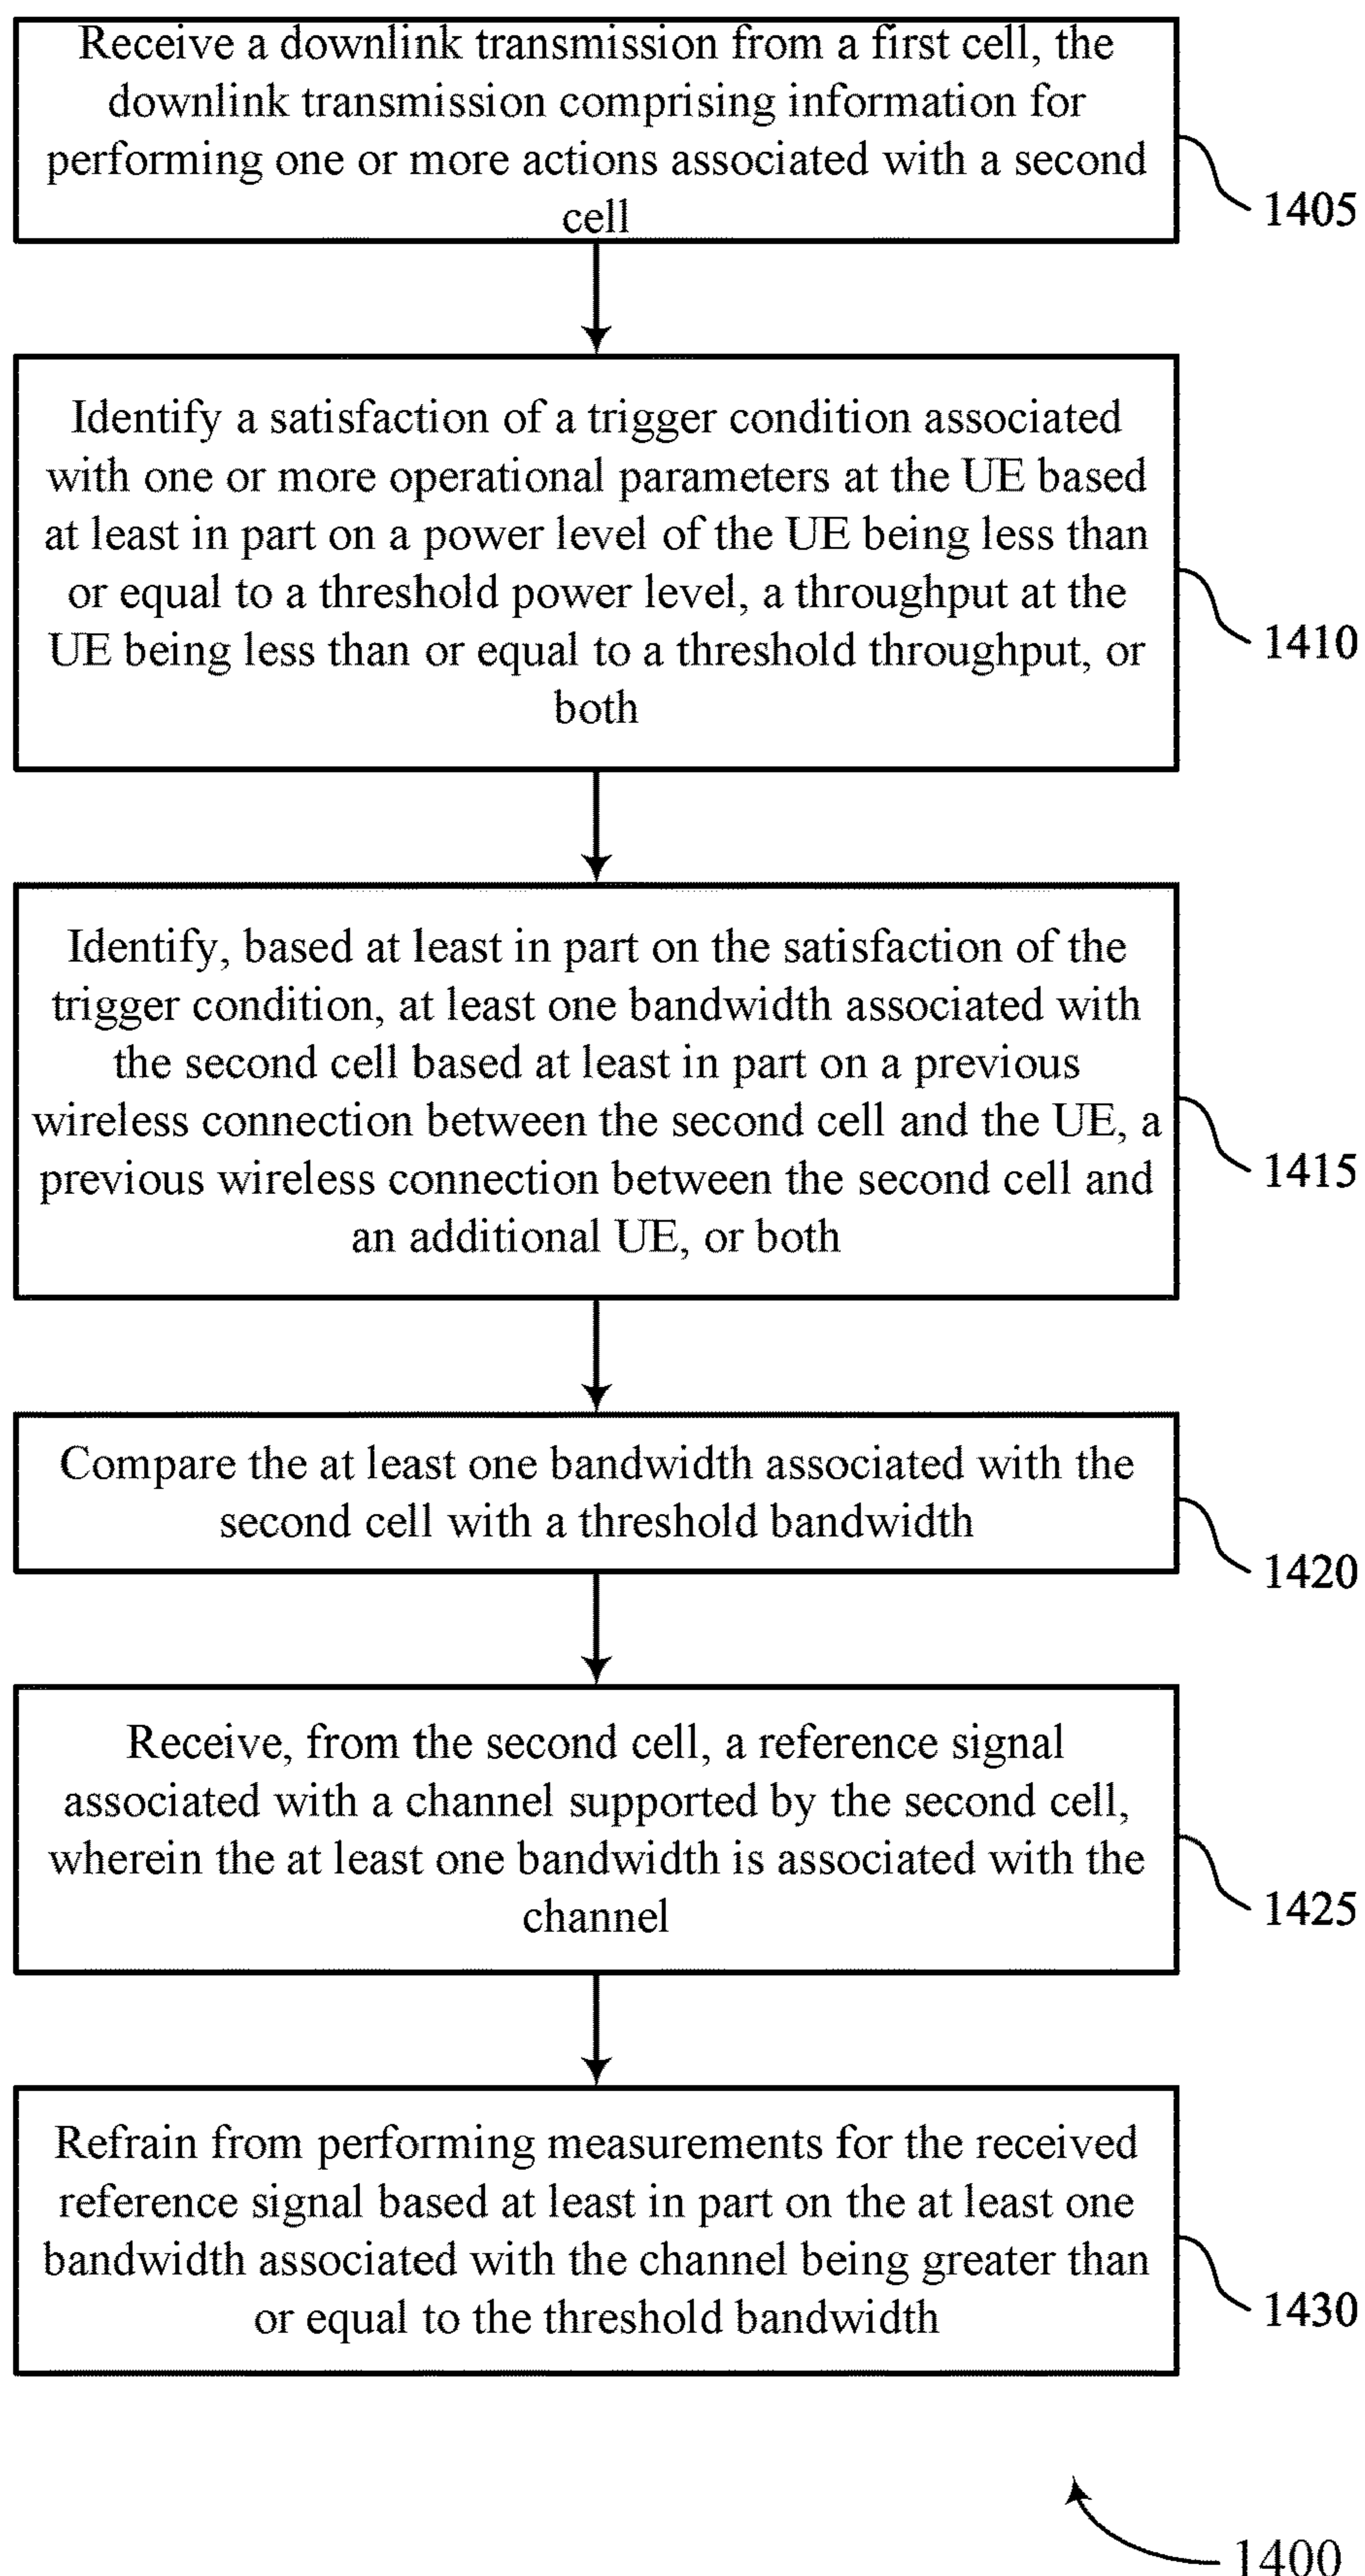 Receive a downlink transmission from a first cell, the
downlink transmission comprising information for
performing one or more actions associated with a second
cell
1405
Identify a satisfaction of a trigger condition associated
with one or more operational parameters at the UE based
at least in part on a power level of the UE being less than
or equal to a threshold power level, a throughput at the
UE being less than or equal to a threshold throughput, or
both
1410
Identify, based at least in part on the satisfaction of the
trigger condition, at least one bandwidth associated with
the second cell based at least in part on a previous
wireless connection between the second cell and the UE, a
previous wireless connection between the second cell and
an additional UE, or both
1415
Compare the at least one bandwidth associated with the
second cell with a threshold bandwidth
1420
Receive, from the second cell, a reference signal
associated with a channel supported by the second cell,
wherein the at least one bandwidth is associated with the
channel
1425
Refrain from performing measurements for the received
reference signal based at least in part on the at least one
bandwidth associated with the channel being greater than
or equal to the threshold bandwidth
1430
1400